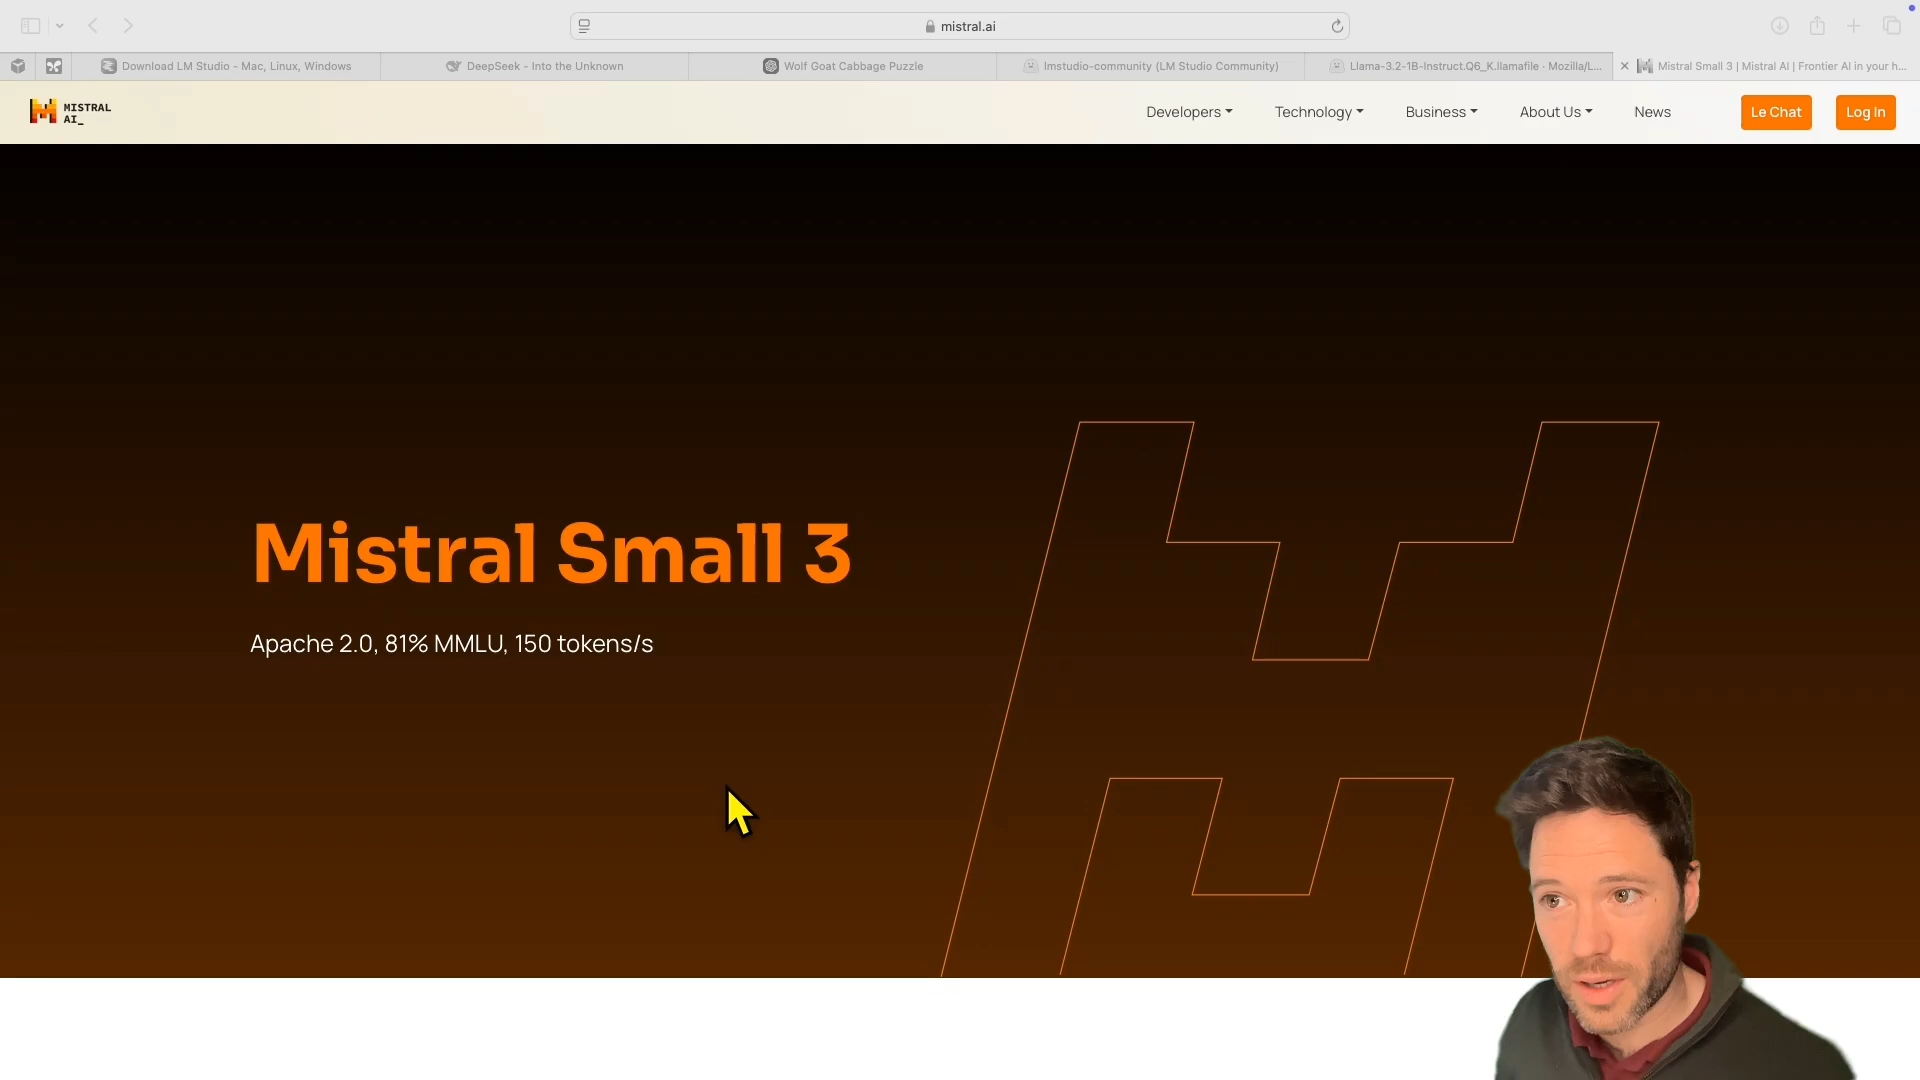 mistral.ai
Download LM Studio - Mac, Linux, Windows
DeepSeek - Into the Unknown
Wolf Goat Cabbage Puzzle
lmstudio-community (LM Studio Community)
Llama-3.2-1B-Instruct.Q6_K.llamafile · Mozilla/L...
Mistral Small 3 | Mistral AI | Frontier AI in your h...
MISTRAL
AI_
Developers
Technology
Business
About Us
News
Le Chat
Log In
Mistral Small 3
Apache 2.0, 81% MMLU, 150 tokens/s